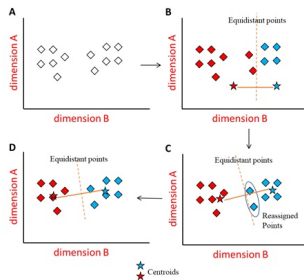 A
dimension A
dimension B
B
Equidistant points
dimension A
dimension B
D
Equidistant points
dimension A
dimension B
C
Equidistant points
dimension A
Reassigned
Points
dimension B
Centroids